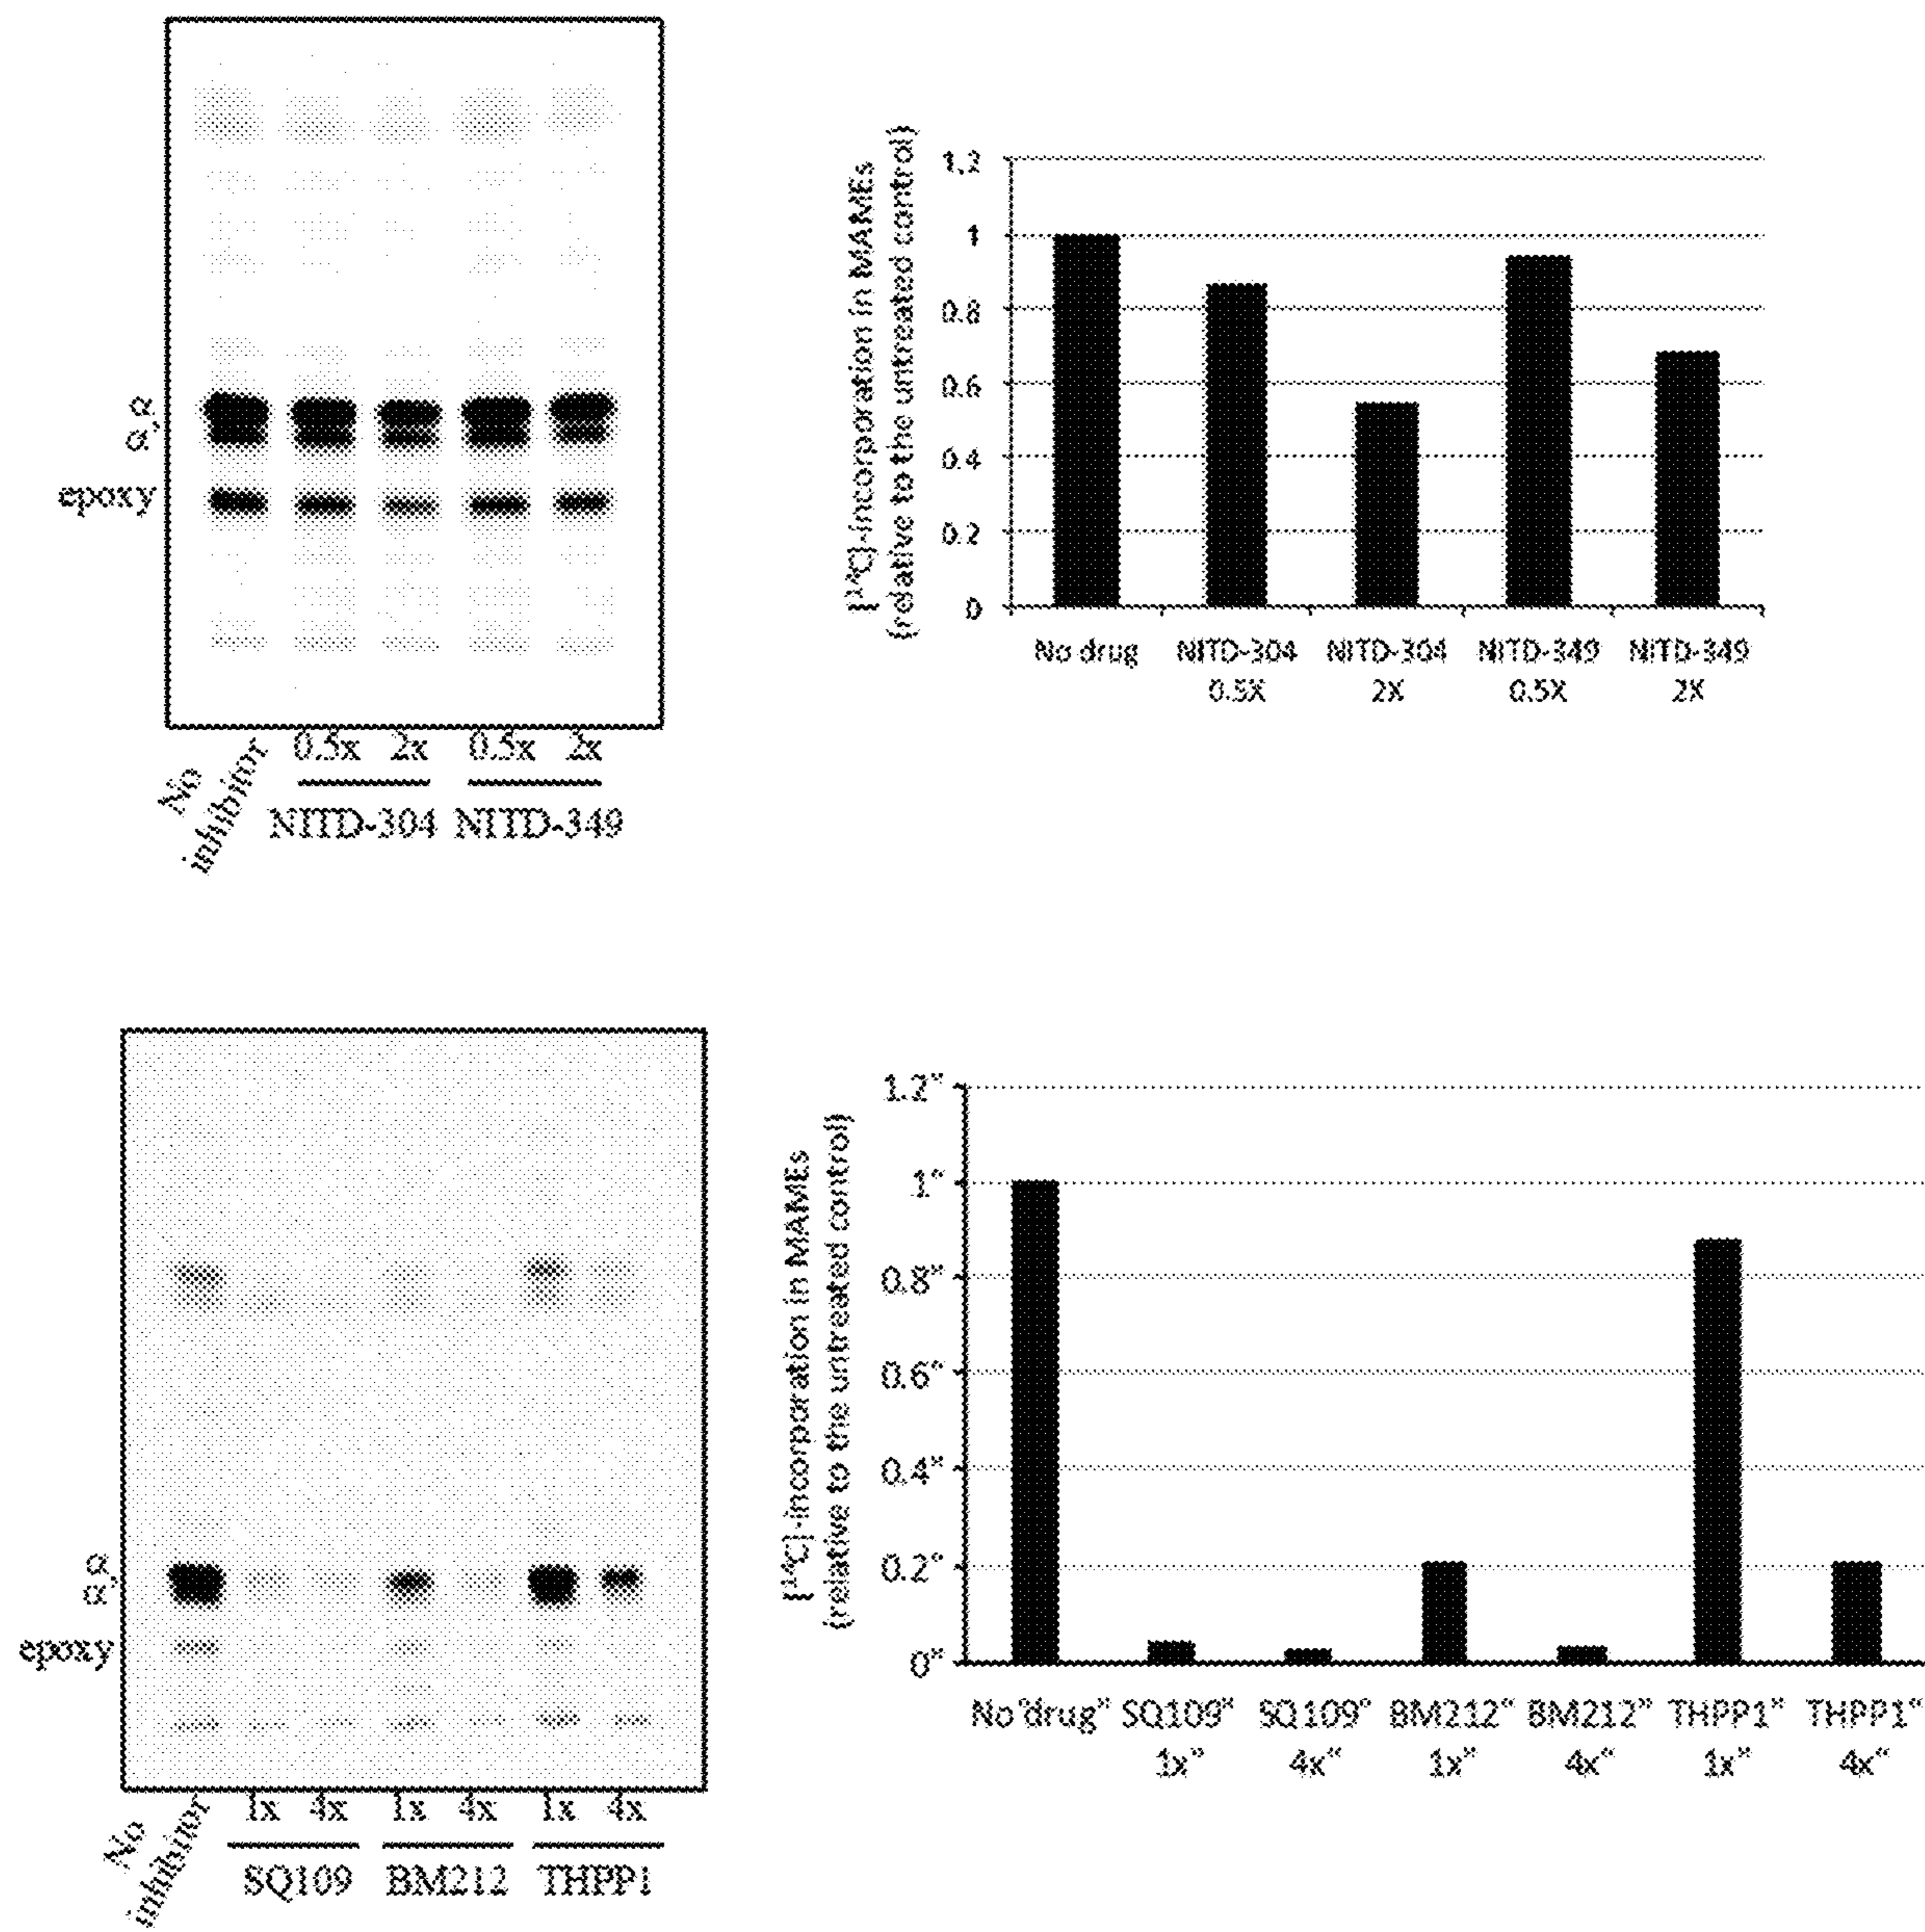 α, α'
epoxy
No
inhibitor
0.5x 2x 0.5x 2x
NITD-304 NITD-349
[¹⁴C]-incorporation in MAMEs
(relative to the untreated control)
1.2
1
0.8
0.6
0.4
0.2
0
No drug NITD-304 NITD-304 NITD-349 NITD-349
0.5X 2X 0.5X 2X
α, α'
epoxy
No
inhibitor
1x 4x 1x 4x 1x 4x
SQ109 BM212 THPP1
[¹⁴C]-incorporation in MAMEs
(relative to the untreated control)
1.2"
1"
0.8"
0.6"
0.4"
0.2"
0"
No"drug" SQ109" SQ109" BM212" BM212" THPP1" THPP1"
1x" 4x" 1x" 4x" 1x" 4x"